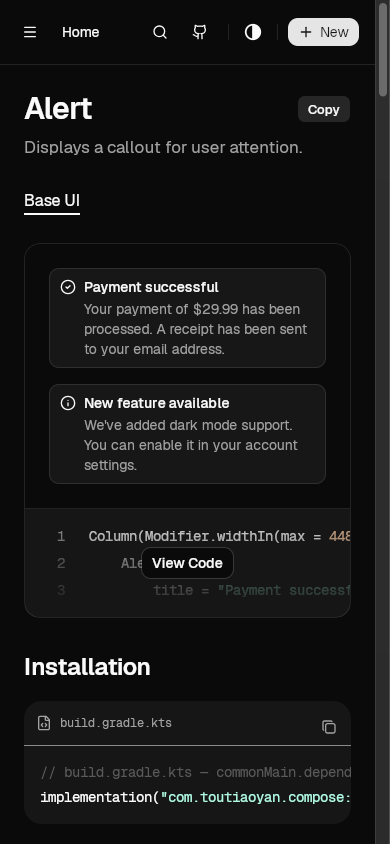 Home
New
Alert
Copy
Displays a callout for user attention.
Base UI
Payment successful
Your payment of $29.99 has been
processed. A receipt has been sent
to your email address.
New feature available
We've added dark mode support.
You can enable it in your account
settings.
1 Column(Modifier.widthIn(max = 448
2 Ale
View Code
3 title = "Payment successf
Installation
build.gradle.kts
// build.gradle.kts — commonMain.depend
implementation("com.toutiaoyan.compose: